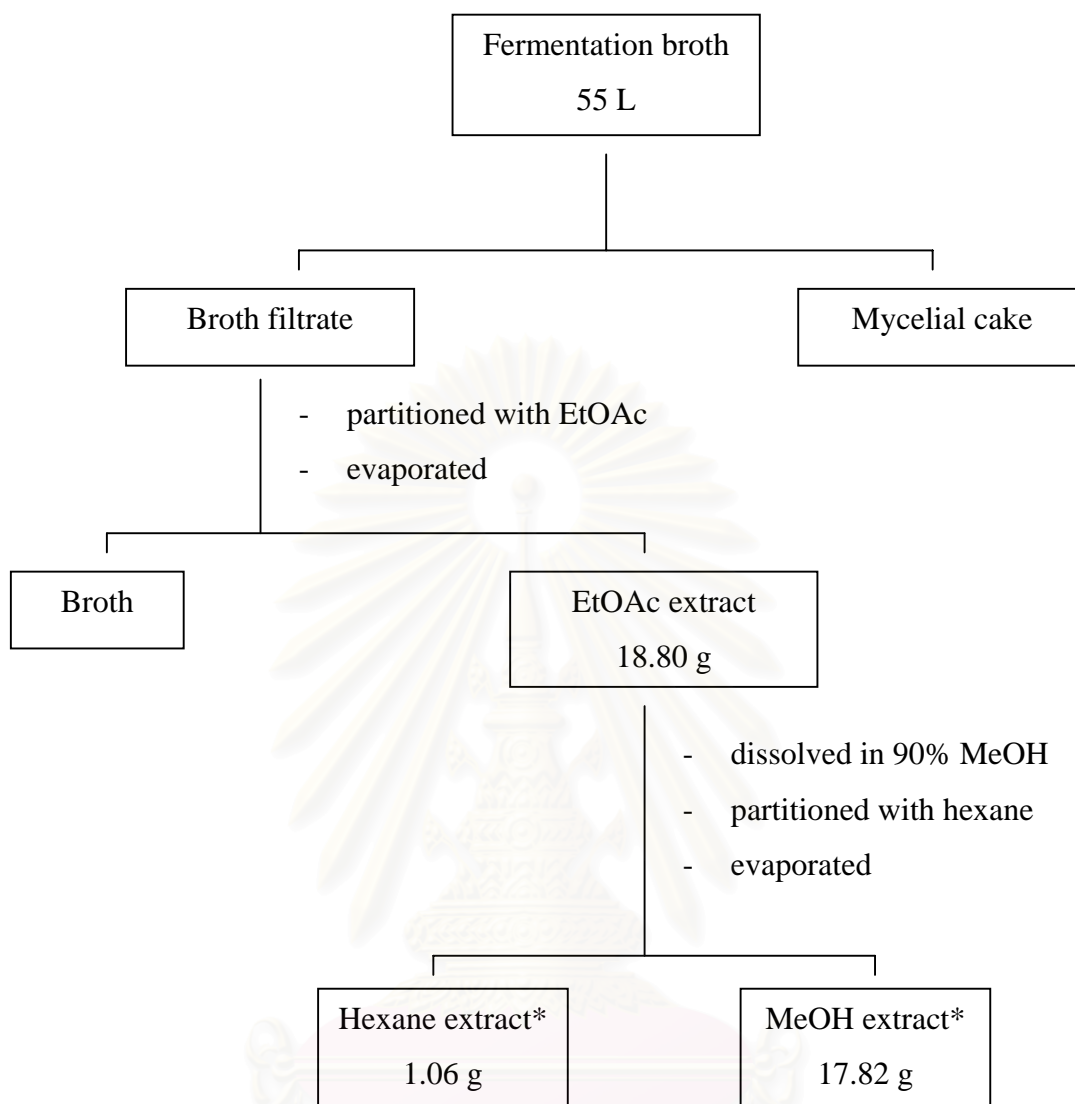 Fermentation broth
55 L
Broth filtrate
Mycelial cake
- partitioned with EtOAc
- evaporated
Broth
EtOAc extract
18.80 g
- dissolved in 90% MeOH
- partitioned with hexane
- evaporated
Hexane extract*
1.06 g
MeOH extract*
17.82 g